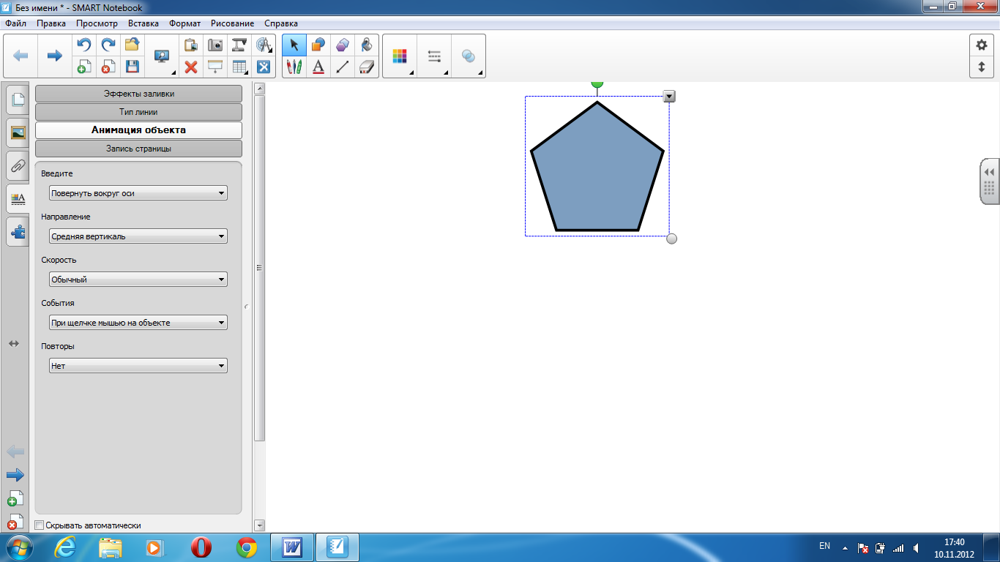 Без имени * - SMART Notebook
Файл Правка Просмотр Вставка Формат Рисование Справка
Эффекты заливки
Тип линии
Анимация объекта
Запись страницы
Введите
Повернуть вокруг оси
Направление
Средняя вертикаль
Скорость
Обычный
События
При щелчке мышью на объекте
Повторы
Нет
Скрывать автоматически
EN
17:40
10.11.2012